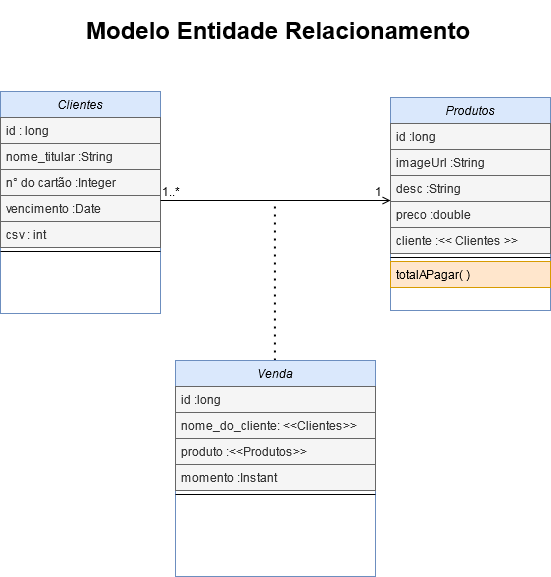 Modelo Entidade Relacionamento
Clientes
id : long
nome_titular :String
n° do cartão :Integer
vencimento :Date
csv : int
1..*
1
Produtos
id :long
imageUrl :String
desc :String
preco :double
cliente :<< Clientes >>
totalAPagar( )
Venda
id :long
nome_do_cliente: <<Clientes>>
produto :<<Produtos>>
momento :Instant